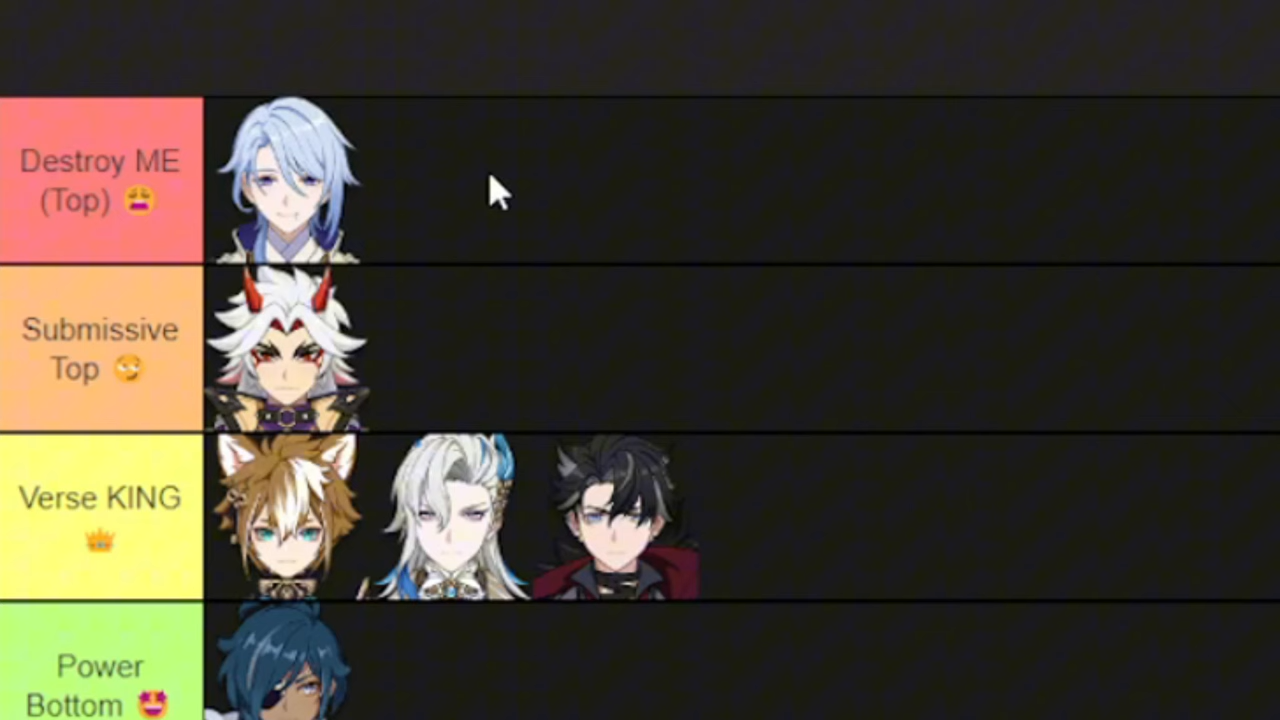 Destroy ME
(Top) 😩
Submissive
Top 😏
Verse KING
👑
Power
Bottom 🤩